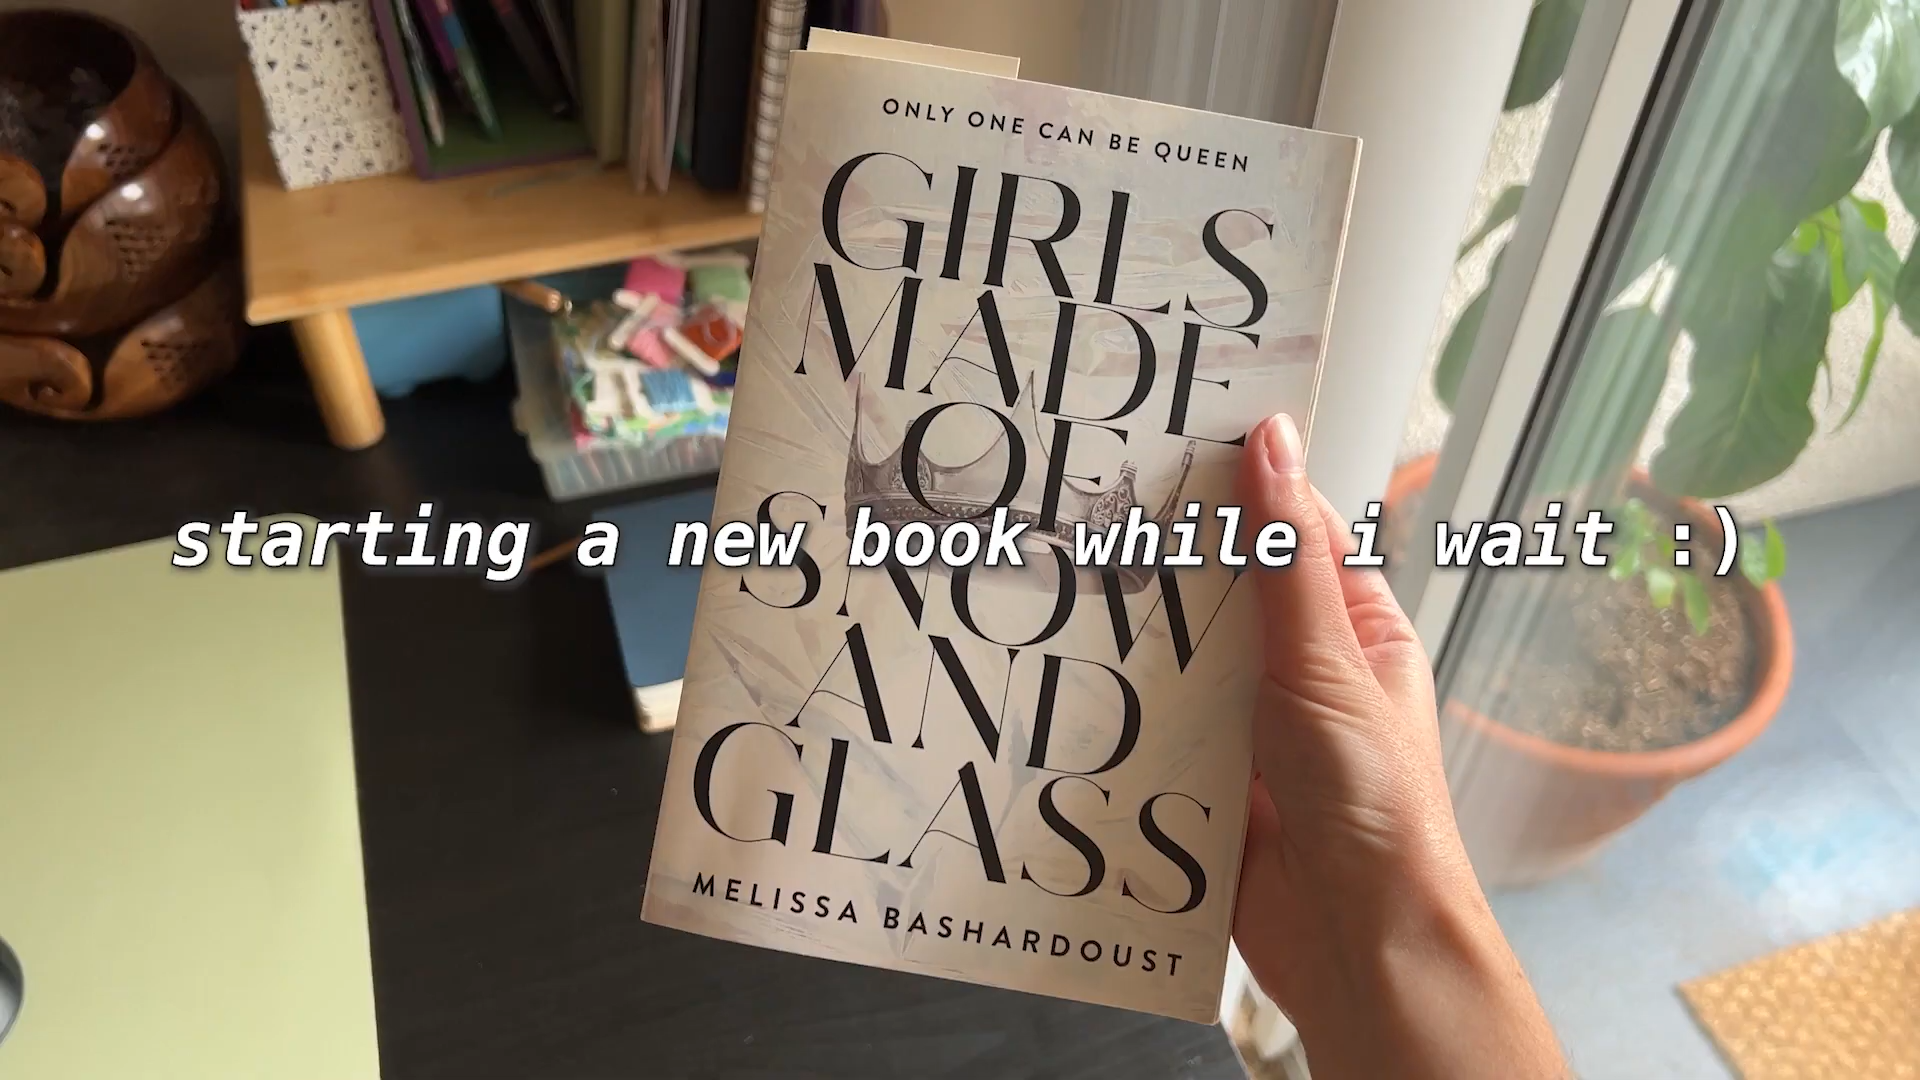 ONLY ONE CAN BE QUEEN
GIRLS
MADE
OF
SNOW
AND
GLASS
MELISSA BASHARDOUST
starting a new book while i wait :)